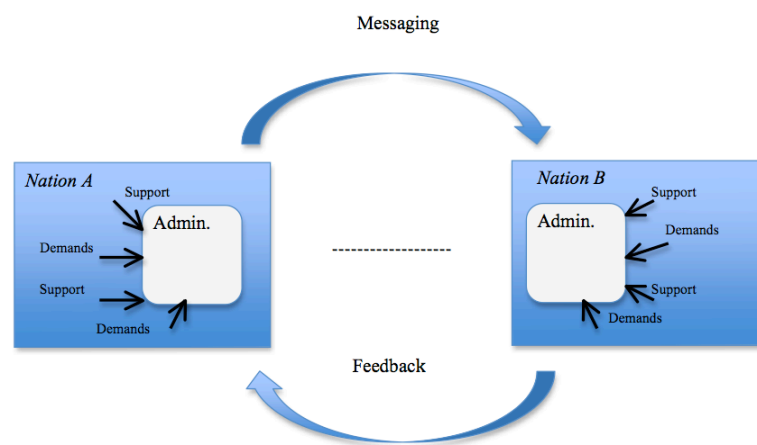 Messaging
Nation A
Support
Admin.
Demands
Support
Demands
Nation B
Support
Admin.
Demands
Support
Demands
Feedback